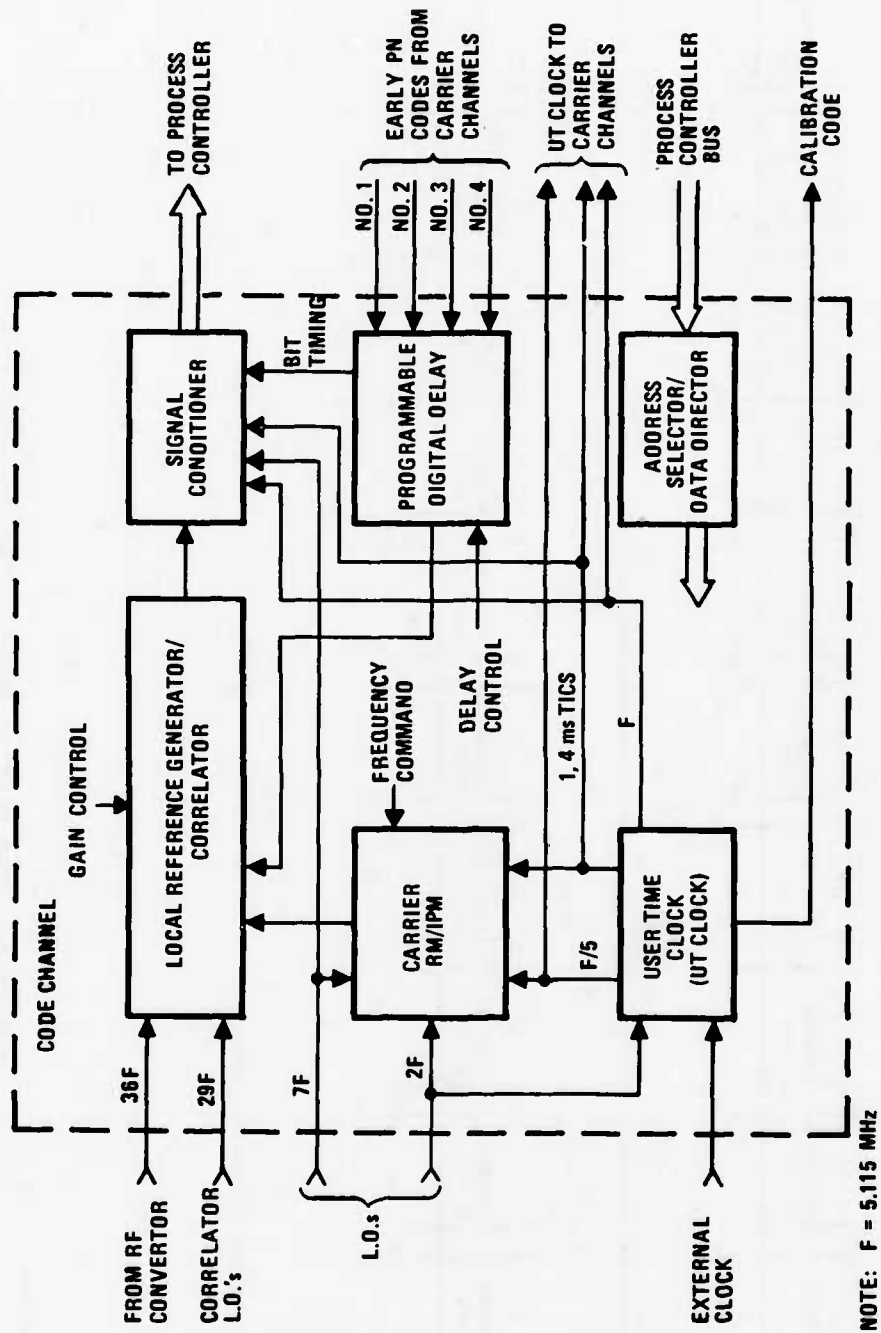 CODE CHANNEL
GAIN CONTROL
FROM RF
CONVERTOR
36F
CORRELATOR
L.O.'s
29F
LOCAL REFERENCE GENERATOR/
CORRELATOR
SIGNAL
CONOITIONER
TO PROCESS
CONTROLLER
BIT
TIMING
7F
L.O.s
2F
FREQUENCY
COMMANO
CARRIER
RM/IPM
DELAY
CONTROL
PROGRAMMABLE
OIGITAL DELAY
NO. 1
NO. 2
NO. 3
NO. 4
EARLY PN
CODES FROM
CARRIER
CHANNELS
1, 4 ms TICS
F/5
F
UT CLOCK TO
CARRIER
CHANNELS
EXTERNAL
CLOCK
USER TIME
CLOCK
(UT CLOCK)
AOORESS
SELECTOR/
OATA OIRECTOR
PROCESS
CONTROLLER
BUS
CALIBRATION
COOE
NOTE: F = 5.115 MHz